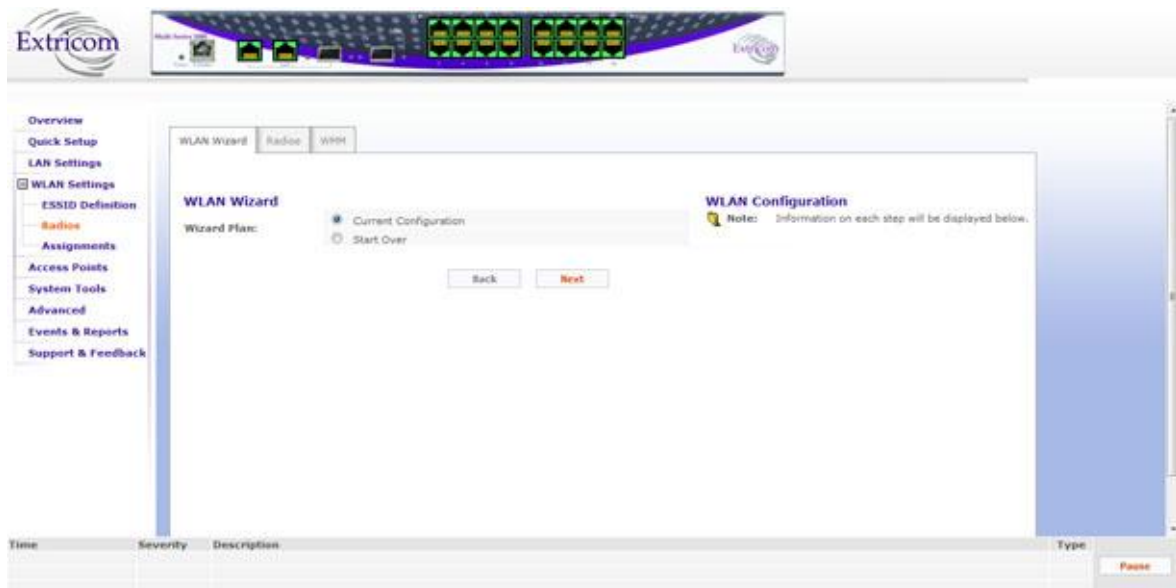 Extricom
Extricom
Overview
Quick Setup
LAN Settings
WLAN Settings
ESSID Definition
Radios
Assignments
Access Points
System Tools
Advanced
Events & Reports
Support & Feedback
WLAN Wizard Radios WMM
WLAN Wizard
Wizard Plan:
Current Configuration
Start Over
Back Next
WLAN Configuration
Note: Information on each step will be displayed below.
Time Severity Description Type
Pause